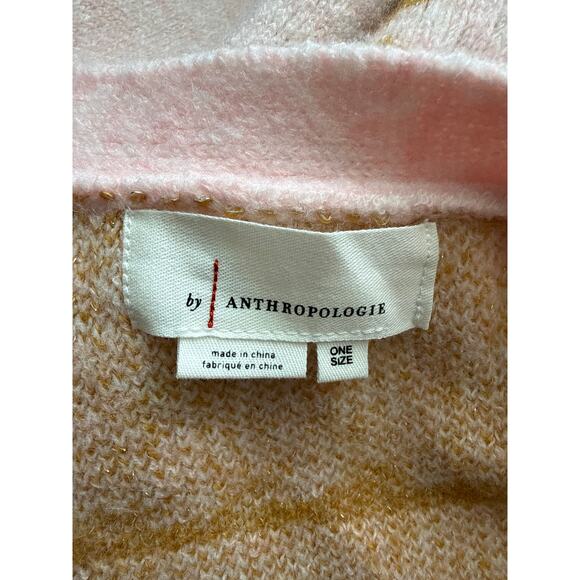 by ANTHROPOLOGIE
made in china
fabriqué en chine
ONE
SIZE